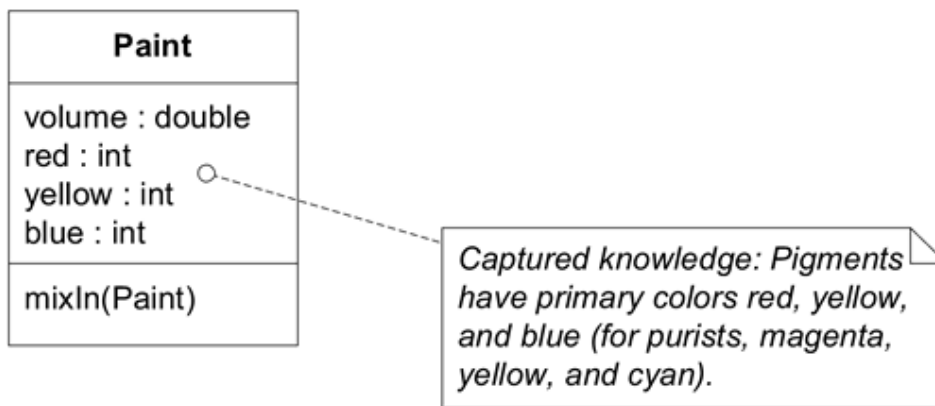 Paint
volume : double
red : int
yellow : int
blue : int
mixIn(Paint)
Captured knowledge: Pigments
have primary colors red, yellow,
and blue (for purists, magenta,
yellow, and cyan).